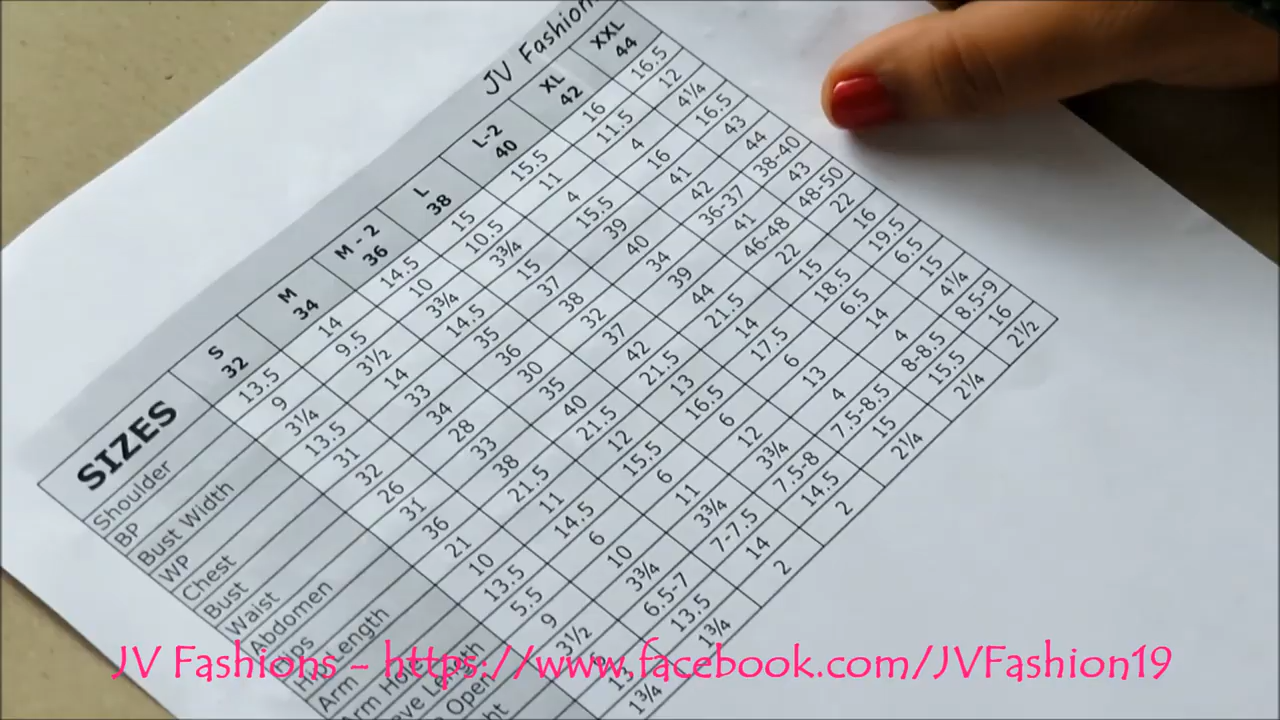 JV Fashion
SIZES S 32 M 34 M - 2 36 L 38 L-2 40 XL 42 XXL 44
Shoulder 13.5 14 14.5 15 15.5 16 16.5
BP 9 9.5 10 10.5 11 11.5 12
Bust Width 3¼ 3½ 3¾ 3¾ 4 4 4¼
WP 13.5 14 14.5 15 15.5 16 16.5
Chest 31 33 35 37 39 41 43
Bust 32 34 36 38 40 42 44
Waist 26 28 30 32 34 36-37 38-40
Abdomen 31 33 35 37 39 41 43
36 38 40 42 44 46-48 48-50
Length 21 21.5 21.5 21.5 21.5 22 22
Arm 10 11 12 13 14 15 16
Arm 13.5 14.5 15.5 16.5 17.5 18.5 19.5
Length 5.5 6 6 6 6 6.5 6.5
Open 9 10 11 12 13 14 15
3½ 3¾ 3¾ 3¾ 4 4 4¼
6.5-7 7-7.5 7.5-8 7.5-8.5 8-8.5 8.5-9
13 13.5 14 14.5 15 15.5 16
1¾ 1¾ 2 2 2¼ 2¼ 2½
JV Fashions - https://www.facebook.com/JVFashion19